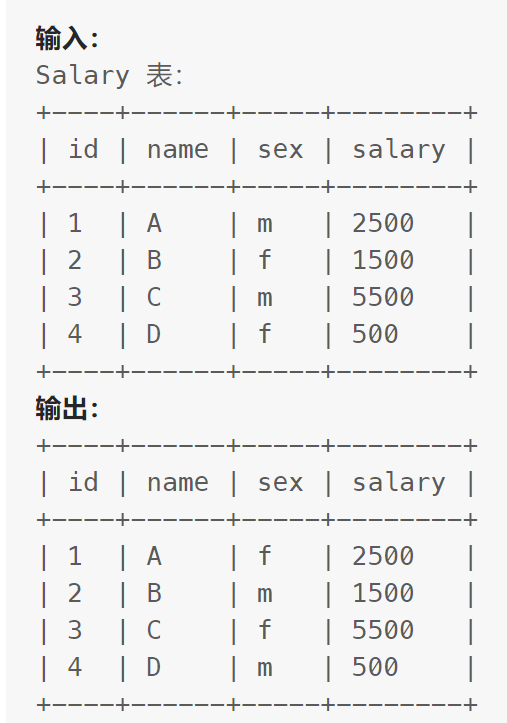 输入：
Salary 表：
+----+------+-----+--------+
| id | name | sex | salary |
+----+------+-----+--------+
| 1  | A    | m   | 2500   |
| 2  | B    | f   | 1500   |
| 3  | C    | m   | 5500   |
| 4  | D    | f   | 500    |
+----+------+-----+--------+
输出：
+----+------+-----+--------+
| id | name | sex | salary |
+----+------+-----+--------+
| 1  | A    | f   | 2500   |
| 2  | B    | m   | 1500   |
| 3  | C    | f   | 5500   |
| 4  | D    | m   | 500    |
+----+------+-----+--------+